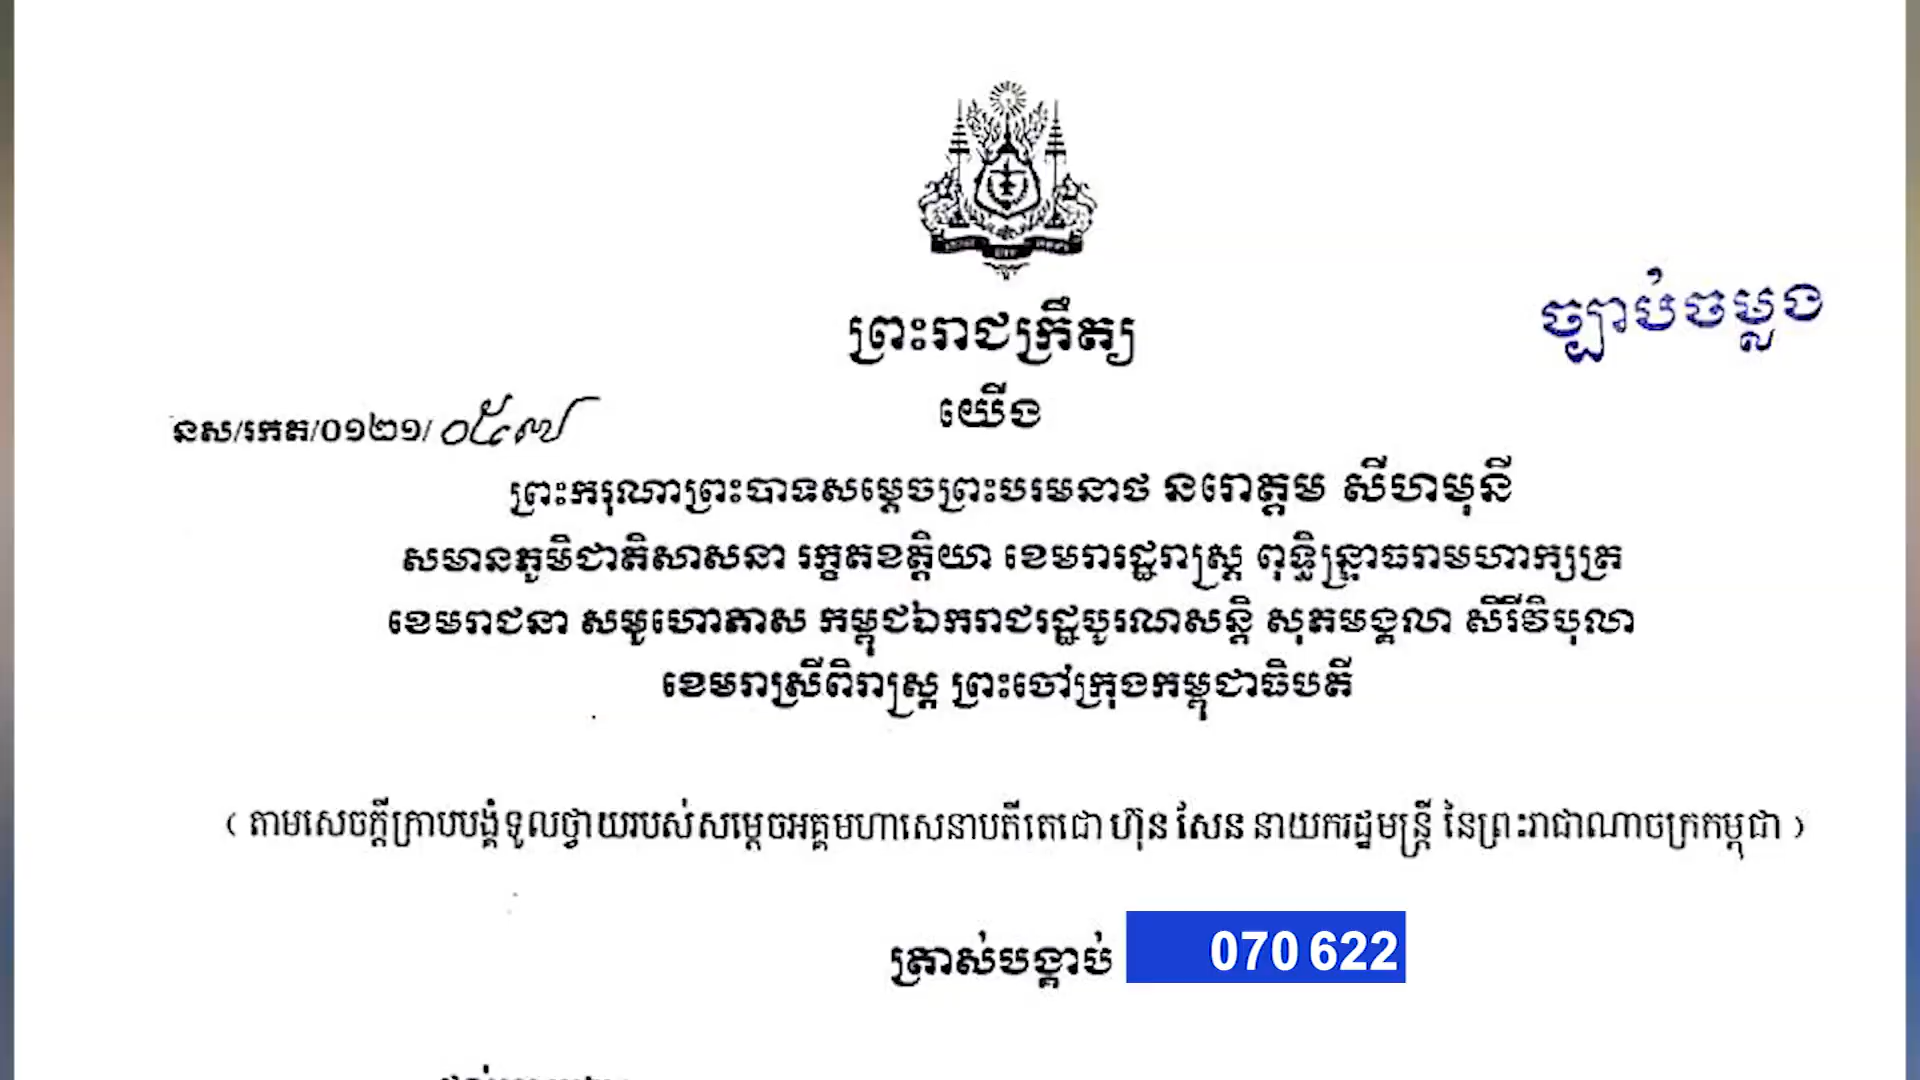 ច្បាប់ចម្លង
ព្រះរាជក្រឹត្យ
យើង
នស/រកត/០១២១/០៥៧
ព្រះករុណាព្រះបាទសម្តេចព្រះបរមនាថ នរោត្តម សីហមុនី
សមានភូមិជាតិសាសនា រក្ខតខត្តិយា ខេមរារដ្ឋរាស្ត្រ ពុទ្ធិន្ទ្រាធរាមហាក្សត្រ
ខេមរាជនា សមូហោភាស កម្ពុជឯករាជរដ្ឋបូរណសន្តិ សុភមង្គលា សិរីវិបុលា
ខេមរាស្រីពិរាស្ត្រ ព្រះចៅក្រុងកម្ពុជាធិបតី
( តាមសេចក្តីក្រាបបង្គំទូលថ្វាយរបស់សម្តេចអគ្គមហាសេនាបតីតេជោ ហ៊ុន សែន នាយករដ្ឋមន្ត្រី នៃព្រះរាជាណាចក្រកម្ពុជា )
ត្រាស់បង្គាប់ 070 622